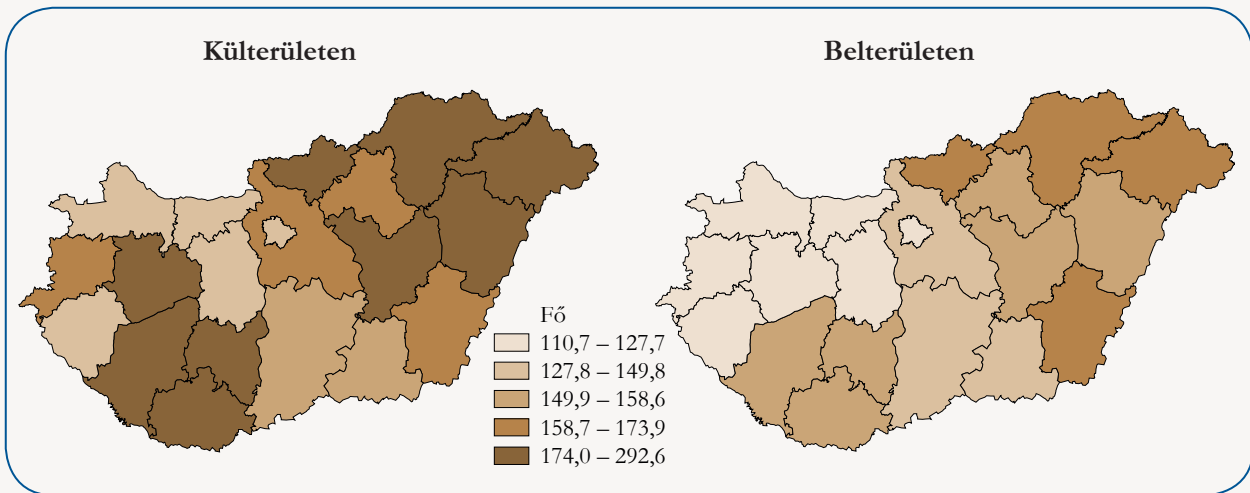 Külterületen
Belterületen
Fő
110,7 – 127,7
127,8 – 149,8
149,9 – 158,6
158,7 – 173,9
174,0 – 292,6